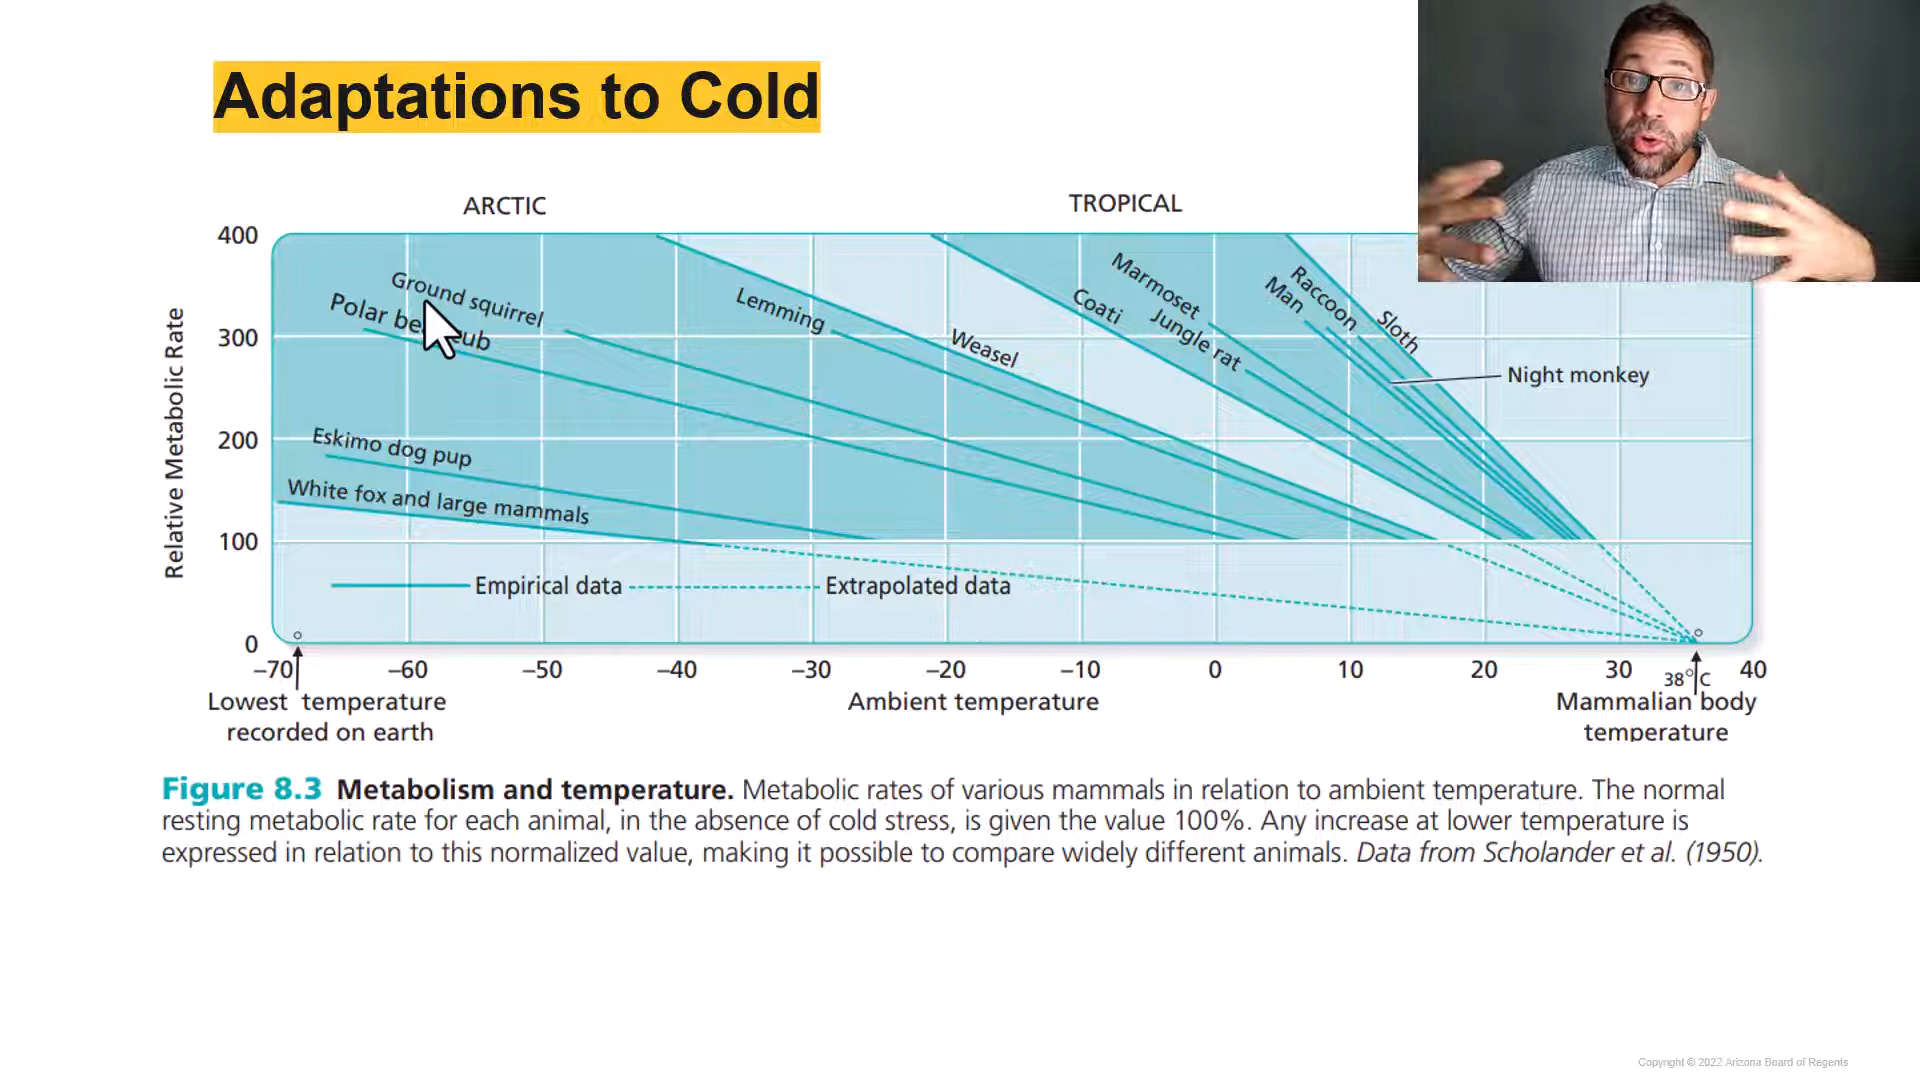 Adaptations to Cold
ARCTIC
TROPICAL
Relative Metabolic Rate
400
300
200
100
0
Ground squirrel
Polar be ub
Eskimo dog pup
White fox and large mammals
Lemming
Weasel
Coati
Marmoset
Jungle rat
Man
Raccoon
Sloth
Night monkey
Empirical data
Extrapolated data
–70
–60
–50
–40
–30
–20
–10
0
10
20
30
38°C
40
Lowest temperature
recorded on earth
Ambient temperature
Mammalian body
temperature
Figure 8.3 Metabolism and temperature. Metabolic rates of various mammals in relation to ambient temperature. The normal
resting metabolic rate for each animal, in the absence of cold stress, is given the value 100%. Any increase at lower temperature is
expressed in relation to this normalized value, making it possible to compare widely different animals. Data from Scholander et al. (1950).
Copyright © 2022 Arizona Board of Regents